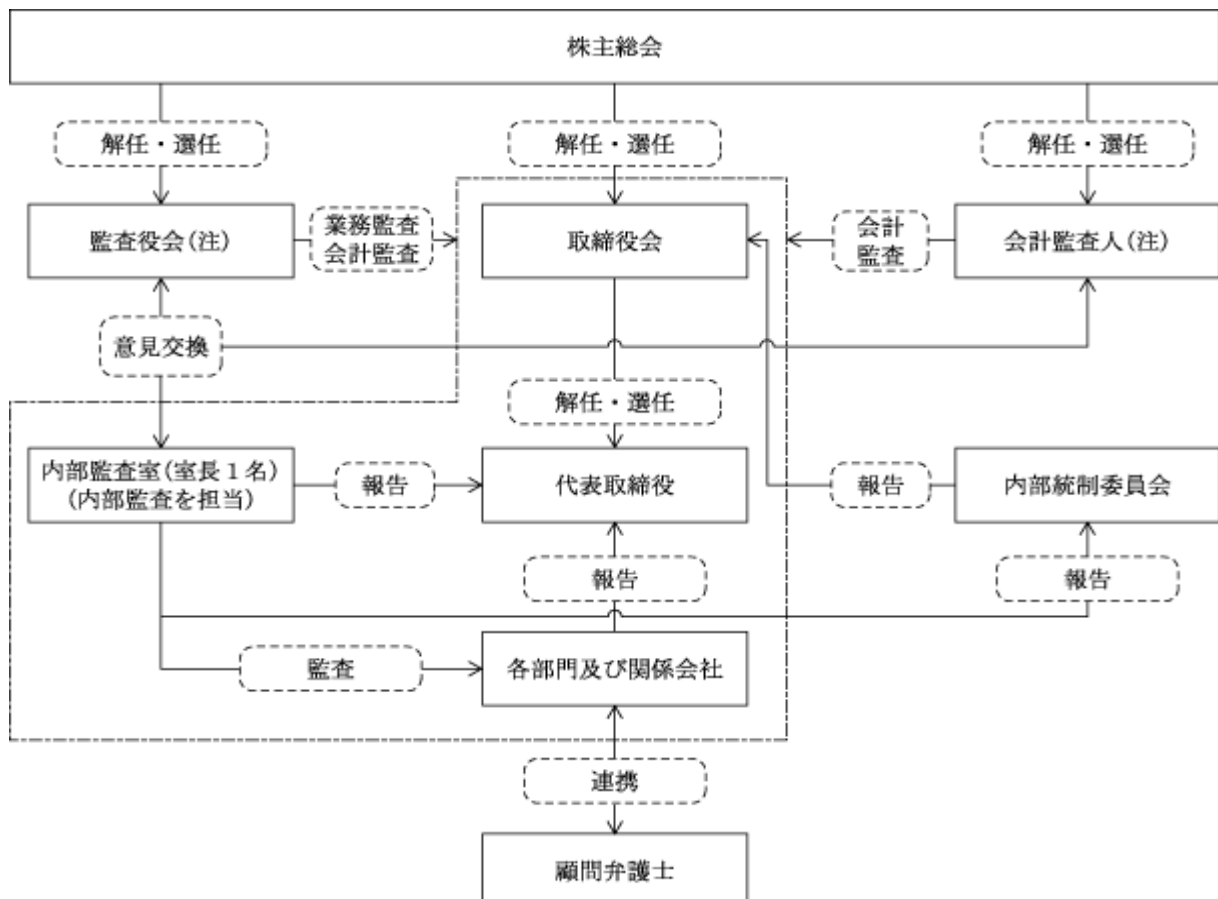 株主総会
解任・選任
解任・選任
解任・選任
監査役会(注)
業務監査
会計監査
取締役会
会計
監査
会計監査人(注)
意見交換
解任・選任
内部監査室(室長１名)
(内部監査を担当)
報告
代表取締役
報告
内部統制委員会
報告
報告
監査
各部門及び関係会社
連携
顧問弁護士